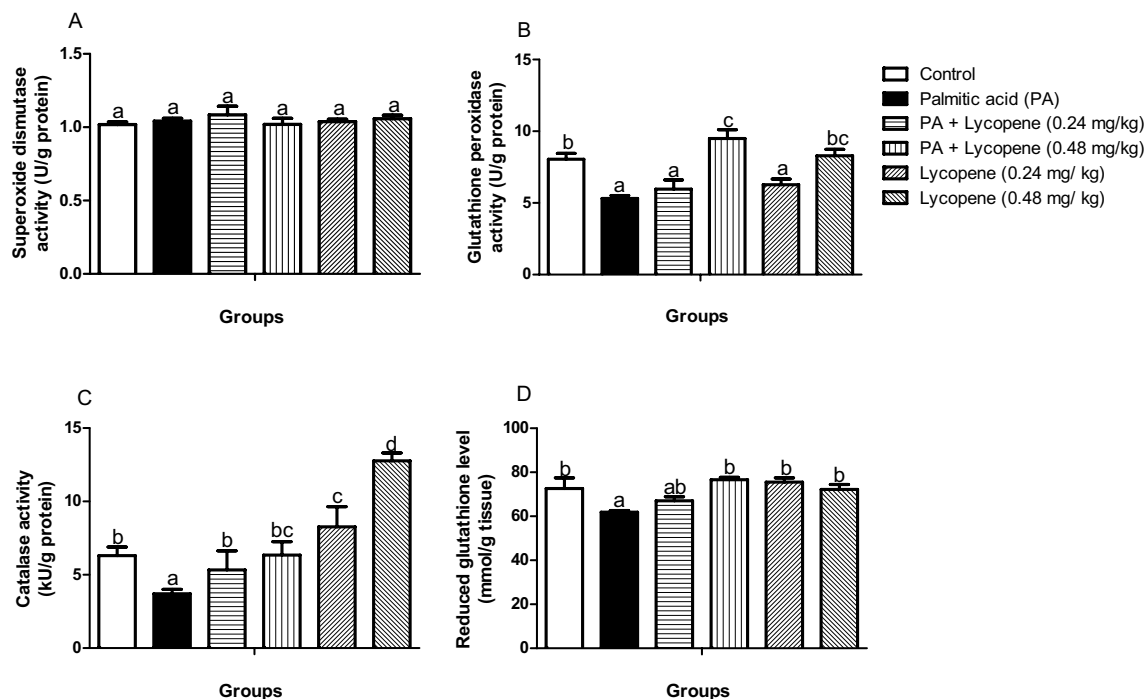 A
Superoxide dismutase
activity (U/g protein)
1.5
1.0
0.5
0.0
a
a
a
a
a
a
Groups
B
Glutathione peroxidase
activity (U/g protein)
15
10
5
0
b
a
a
c
a
bc
Groups
Control
Palmitic acid (PA)
PA + Lycopene (0.24 mg/kg)
PA + Lycopene (0.48 mg/kg)
Lycopene (0.24 mg/ kg)
Lycopene (0.48 mg/ kg)
C
Catalase activity
(kU/g protein)
15
10
5
0
b
a
b
bc
c
d
Groups
D
Reduced glutathione level
(mmol/g tissue)
100
80
60
40
20
0
b
a
ab
b
b
b
Groups